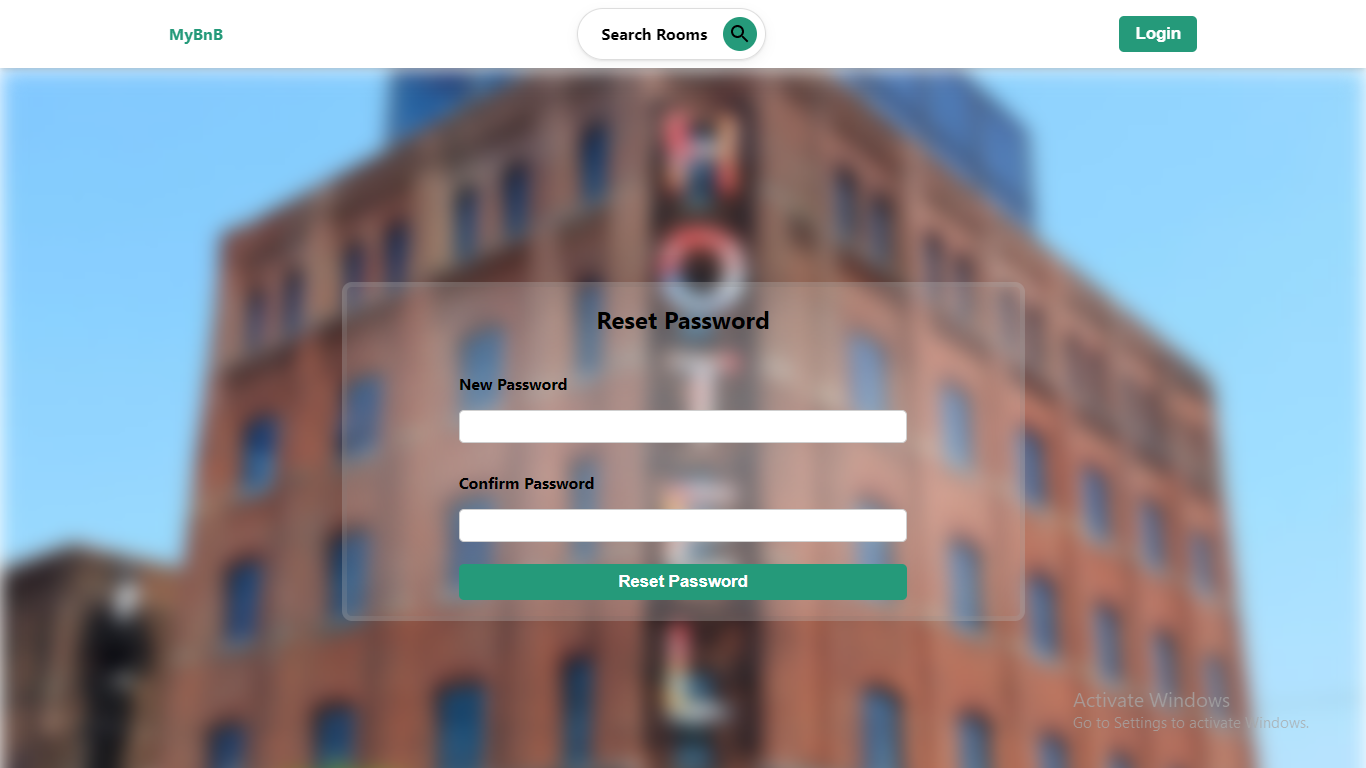 MyBnB
Search Rooms
Login
HOTEL
Reset Password
New Password
Confirm Password
Reset Password
Activate Windows
Go to Settings to activate Windows.